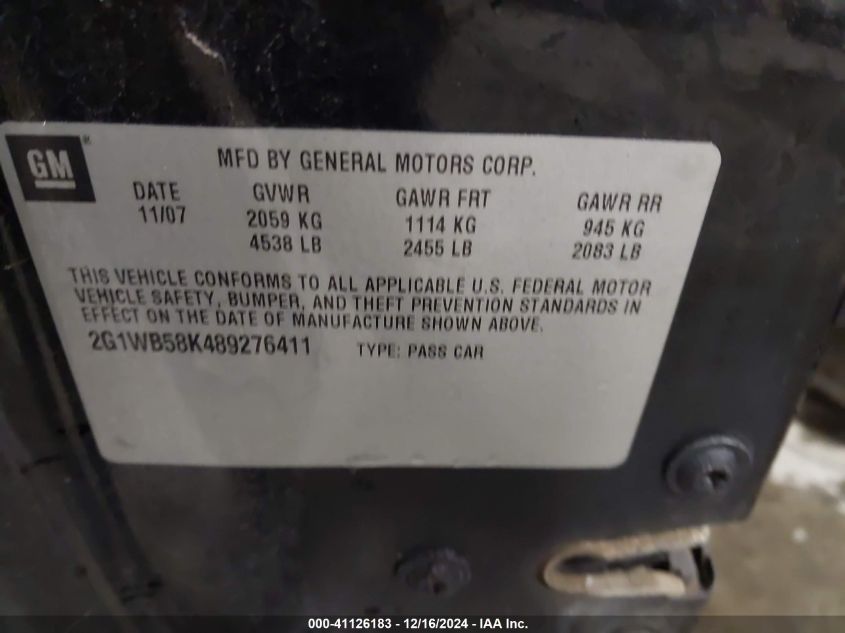 GM®
MFD BY GENERAL MOTORS CORP.
DATE GVWR GAWR FRT GAWR RR
11/07 2059 KG 1114 KG 945 KG
4538 LB 2455 LB 2083 LB
THIS VEHICLE CONFORMS TO ALL APPLICABLE U.S. FEDERAL MOTOR
VEHICLE SAFETY, BUMPER, AND THEFT PREVENTION STANDARDS IN
EFFECT ON THE DATE OF MANUFACTURE SHOWN ABOVE.
2G1WB58K489276411 TYPE: PASS CAR
000-41126183 - 12/16/2024 - IAA Inc.